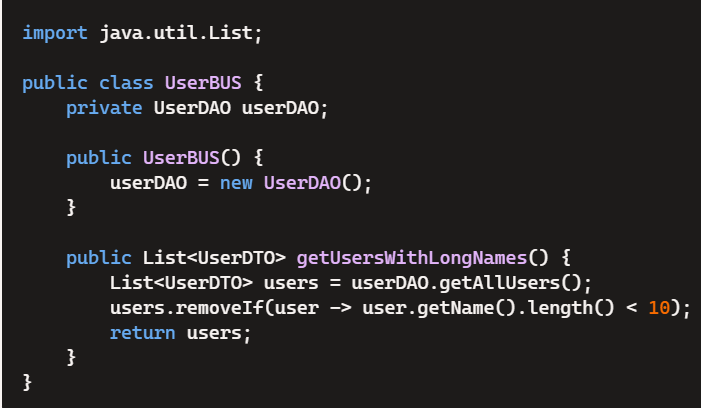 import java.util.List;
public class UserBUS {
    private UserDAO userDAO;
    public UserBUS() {
        userDAO = new UserDAO();
    }
    public List<UserDTO> getUsersWithLongNames() {
        List<UserDTO> users = userDAO.getAllUsers();
        users.removeIf(user -> user.getName().length() < 10);
        return users;
    }
}